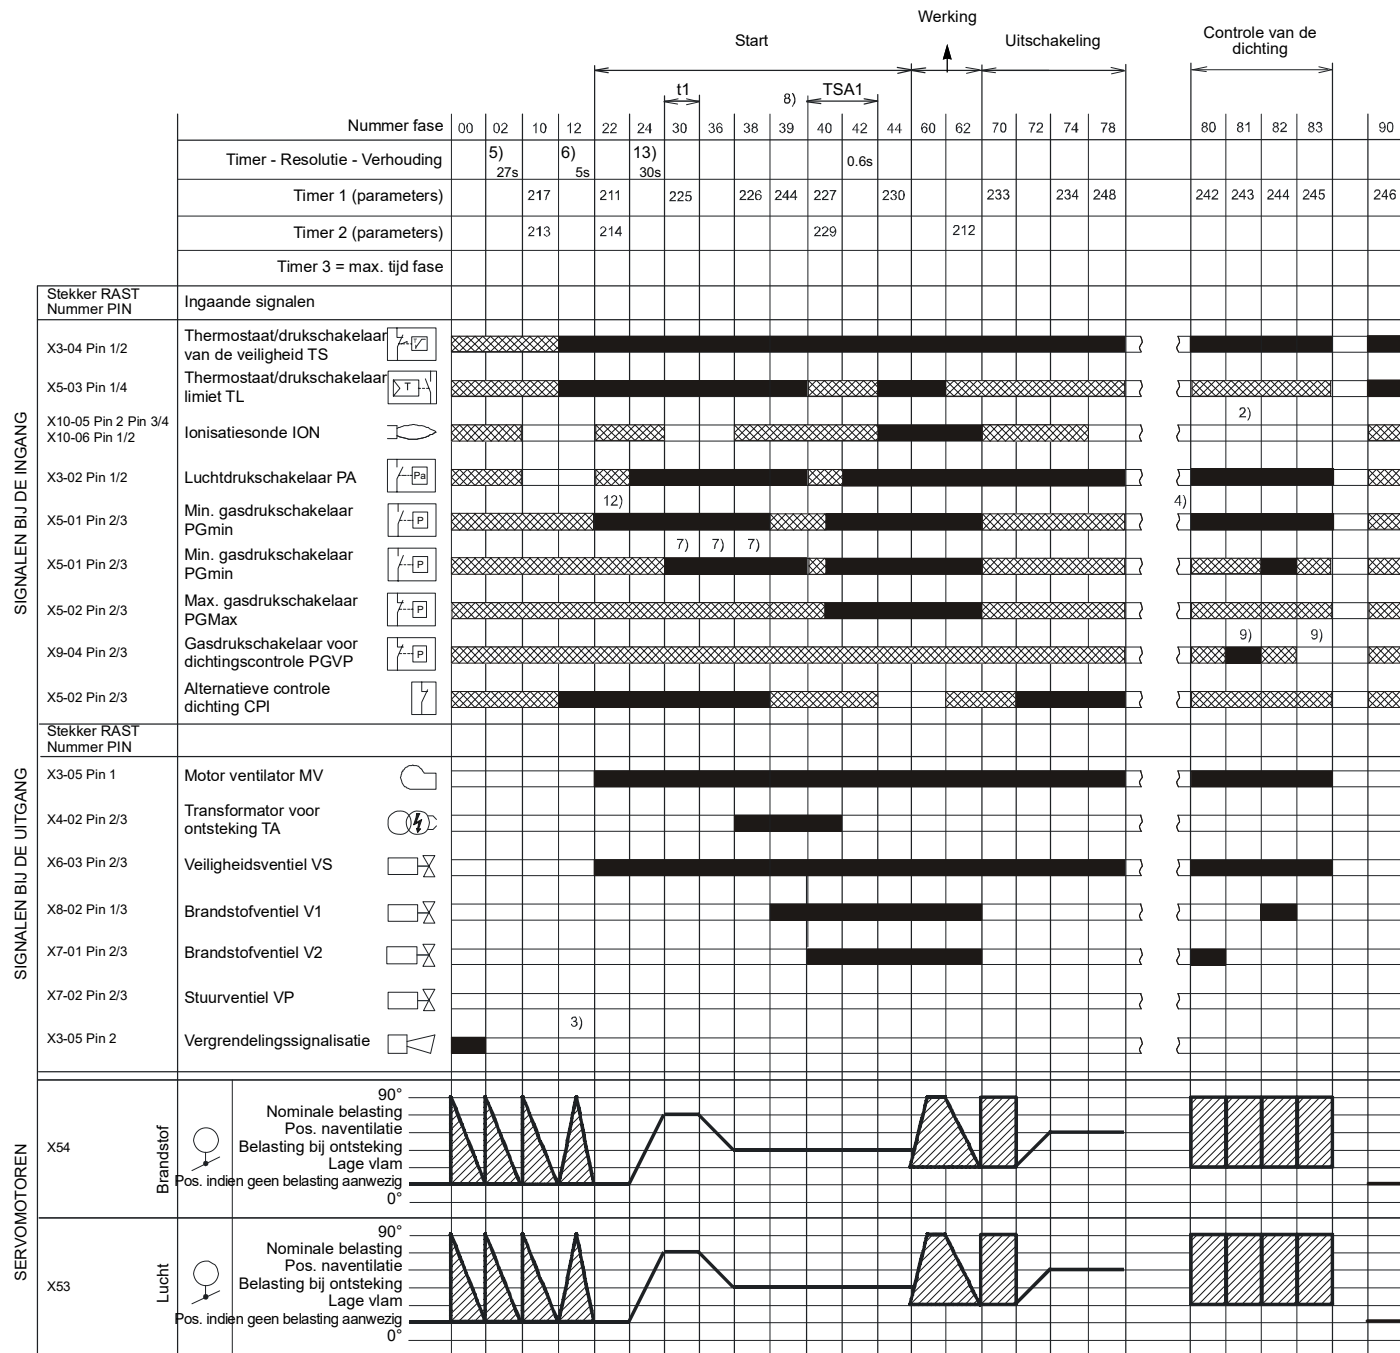 Werking
Start
Uitschakeling
Controle van de
dichting
t1
8)
TSA1
Nummer fase 00 02 10 12 22 24 30 36 38 39 40 42 44 60 62 70 72 74 78 80 81 82 83 90
Timer - Resolutie - Verhouding 5) 27s 6) 5s 13) 30s 0.6s
Timer 1 (parameters) 217 211 225 226 244 227 230 233 234 248 242 243 244 245 246
Timer 2 (parameters) 213 214 229 212
Timer 3 = max. tijd fase
SIGNALEN BIJ DE INGANG
Stekker RAST
Nummer PIN
Ingaande signalen
X3-04 Pin 1/2
Thermostaat/drukschakelaar
van de veiligheid TS
X5-03 Pin 1/4
Thermostaat/drukschakelaar
limiet TL
T
X10-05 Pin 2 Pin 3/4
X10-06 Pin 1/2
Ionisatiesonde ION
2)
X3-02 Pin 1/2
Luchtdrukschakelaar PA
Pa
X5-01 Pin 2/3
Min. gasdrukschakelaar
PGmin
P
12)
4)
X5-01 Pin 2/3
Min. gasdrukschakelaar
PGmin
P
7) 7) 7)
X5-02 Pin 2/3
Max. gasdrukschakelaar
PGMax
P
X9-04 Pin 2/3
Gasdrukschakelaar voor
dichtingscontrole PGVP
P
9) 9)
X5-02 Pin 2/3
Alternatieve controle
dichting CPI
SIGNALEN BIJ DE UITGANG
Stekker RAST
Nummer PIN
X3-05 Pin 1
Motor ventilator MV
X4-02 Pin 2/3
Transformator voor
ontsteking TA
X6-03 Pin 2/3
Veiligheidsventiel VS
X8-02 Pin 1/3
Brandstofventiel V1
X7-01 Pin 2/3
Brandstofventiel V2
X7-02 Pin 2/3
Stuurventiel VP
3)
X3-05 Pin 2
Vergrendelingssignalisatie
SERVOMOTOREN
X54
Brandstof
90°
Nominale belasting
Pos. naventilatie
Belasting bij ontsteking
Lage vlam
Pos. indien geen belasting aanwezig
0°
X53
Lucht
90°
Nominale belasting
Pos. naventilatie
Belasting bij ontsteking
Lage vlam
Pos. indien geen belasting aanwezig
0°